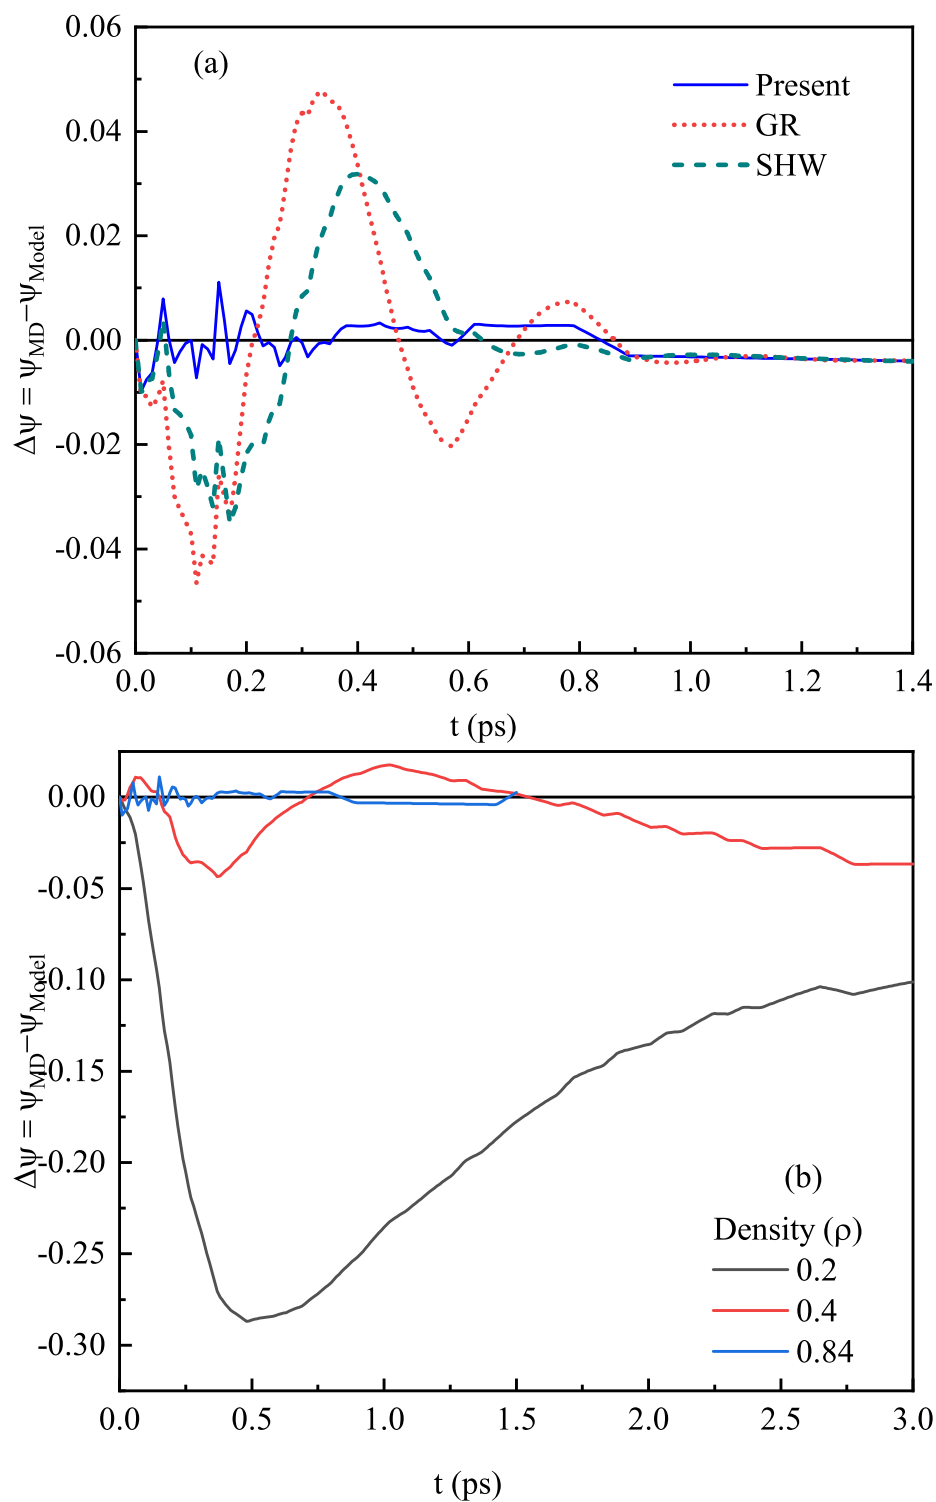 0.06
(a)
Present
0.04
GR
SHW
0.02
0.00
-0.02
-0.04
-0.06
Δψ = ψMD−ψModel
0.0 0.2 0.4 0.6 0.8 1.0 1.2 1.4
t (ps)
0.00
-0.05
-0.10
-0.15
-0.20
-0.25
-0.30
Δψ = ψMD−ψModel
(b)
Density (ρ)
0.2
0.4
0.84
0.0 0.5 1.0 1.5 2.0 2.5 3.0
t (ps)